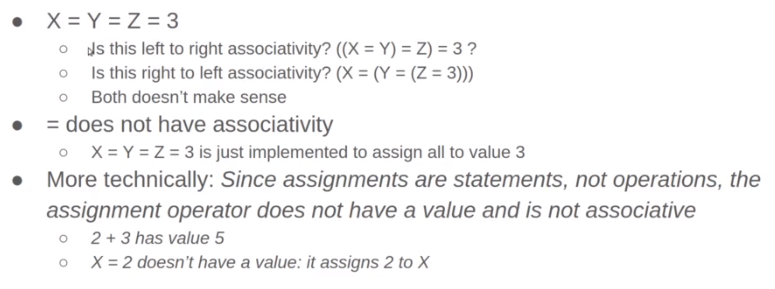 ● X = Y = Z = 3
○ Is this left to right associativity? ((X = Y) = Z) = 3 ?
○ Is this right to left associativity? (X = (Y = (Z = 3)))
○ Both doesn't make sense
● = does not have associativity
○ X = Y = Z = 3 is just implemented to assign all to value 3
● More technically: Since assignments are statements, not operations, the
assignment operator does not have a value and is not associative
○ 2 + 3 has value 5
○ X = 2 doesn't have a value: it assigns 2 to X